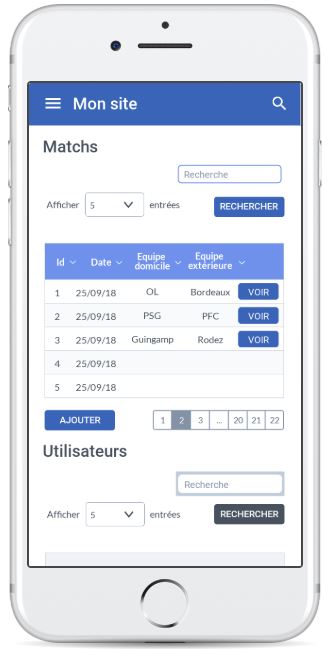 Mon site
Matchs
Recherche
Afficher 5 entrées RECHERCHER
Id Date Equipe domicile Equipe extérieure
1 25/09/18 OL Bordeaux VOIR
2 25/09/18 PSG PFC VOIR
3 25/09/18 Guingamp Rodez VOIR
4 25/09/18
5 25/09/18
AJOUTER 1 2 3 ... 20 21 22
Utilisateurs
Recherche
Afficher 5 entrées RECHERCHER